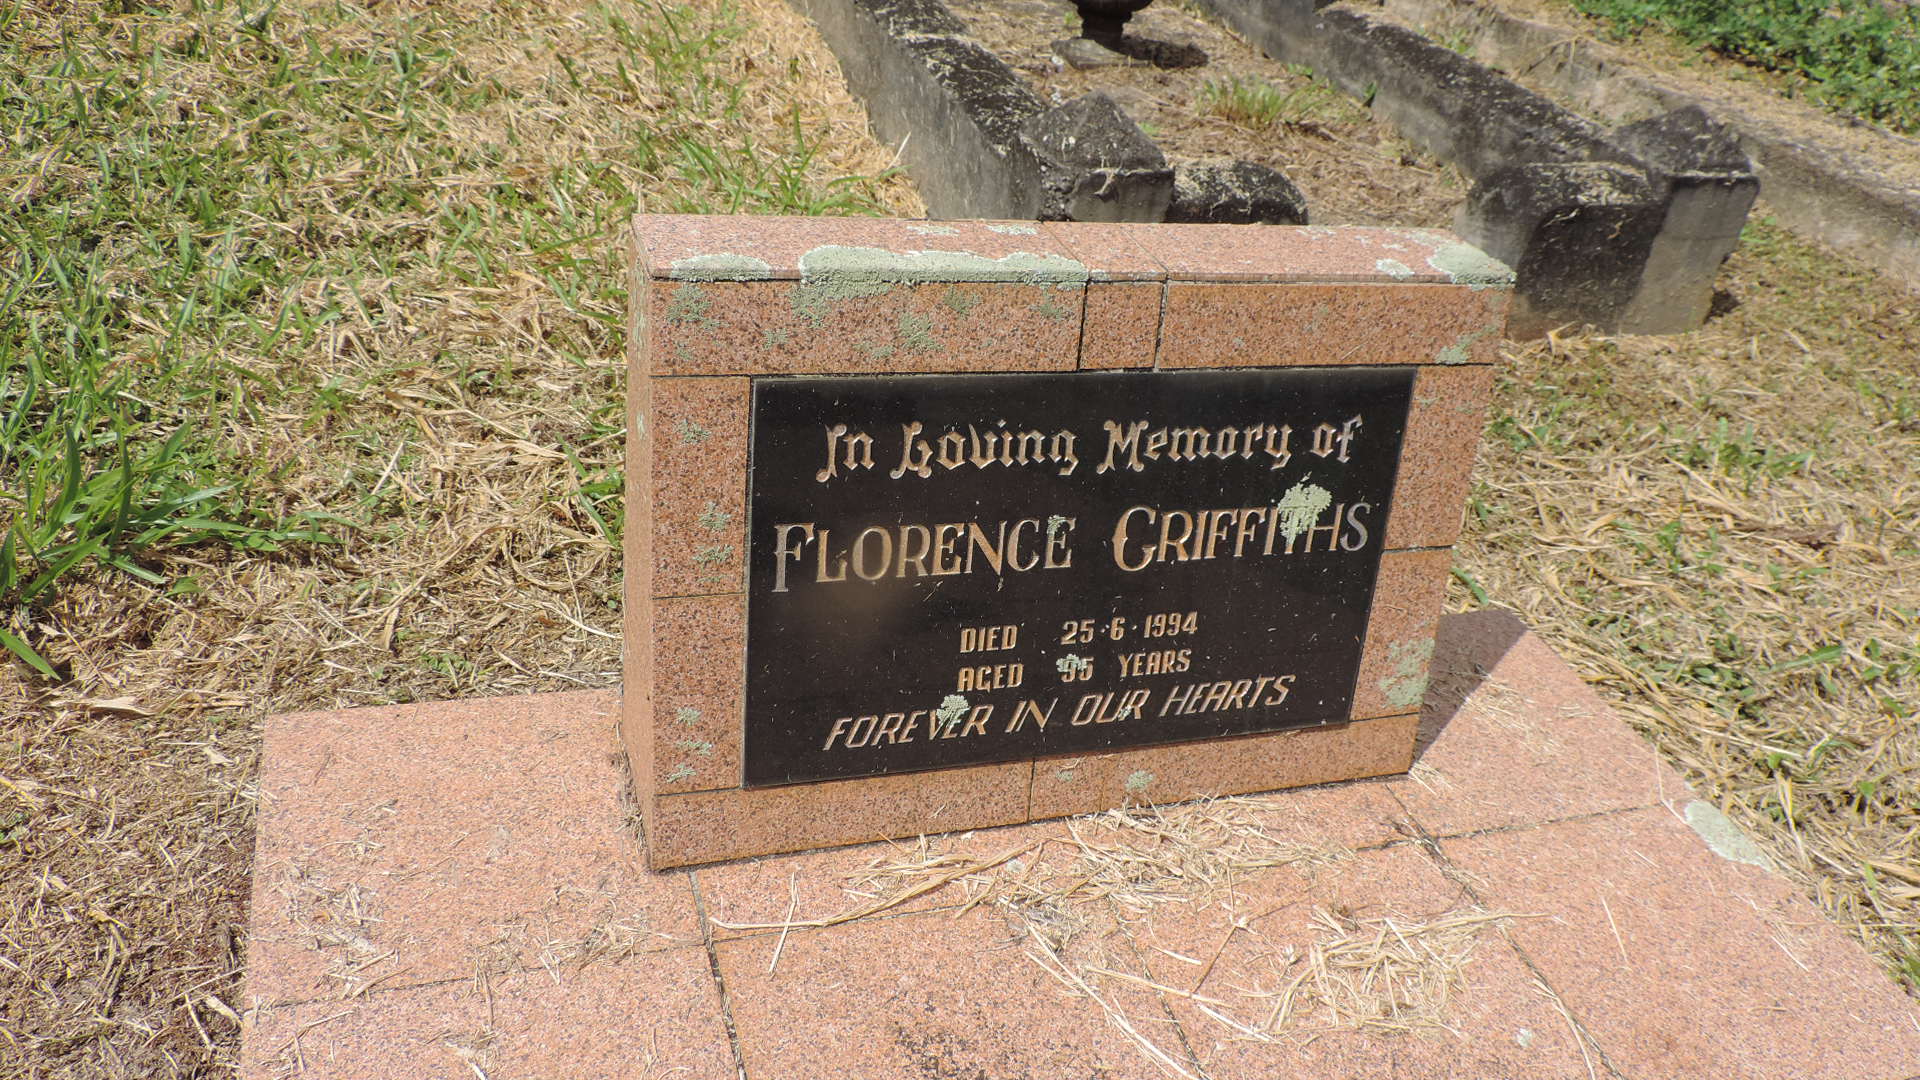 In Loving Memory of
FLORENCE GRIFFITHS
DIED 25·6·1994
AGED 95 YEARS
FOREVER IN OUR HEARTS